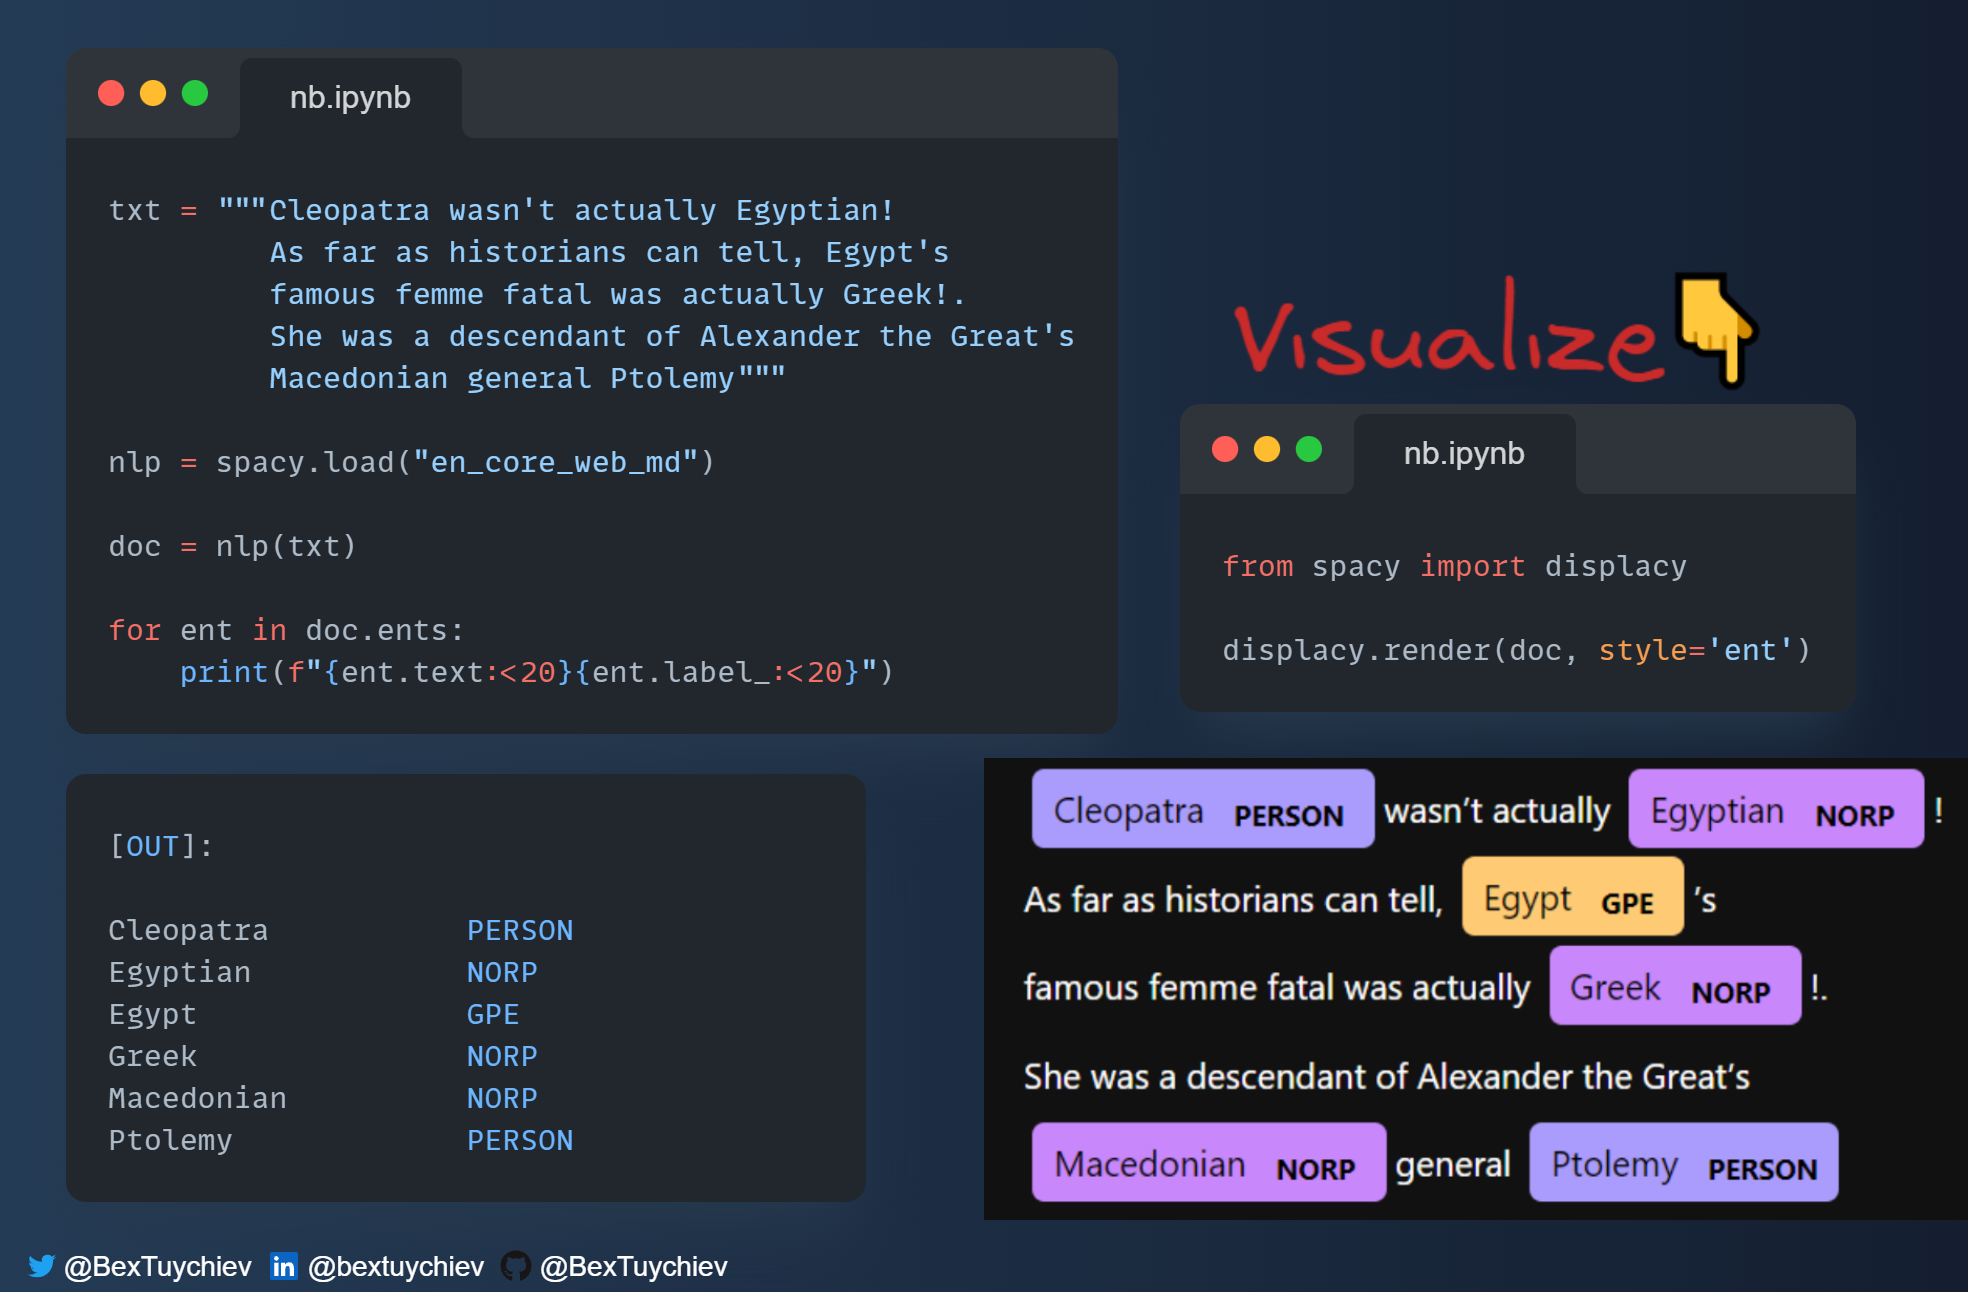 nb.ipynb
txt = """Cleopatra wasn't actually Egyptian!
As far as historians can tell, Egypt's
famous femme fatal was actually Greek!.
She was a descendant of Alexander the Great's
Macedonian general Ptolemy"""
nlp = spacy.load("en_core_web_md")
doc = nlp(txt)
for ent in doc.ents:
    print(f"{ent.text:<20}{ent.label_:<20}")
Visualize
nb.ipynb
from spacy import displacy
displacy.render(doc, style='ent')
[OUT]:
Cleopatra PERSON
Egyptian NORP
Egypt GPE
Greek NORP
Macedonian NORP
Ptolemy PERSON
Cleopatra PERSON wasn’t actually Egyptian NORP !
As far as historians can tell, Egypt GPE ’s
famous femme fatal was actually Greek NORP !.
She was a descendant of Alexander the Great’s
Macedonian NORP general Ptolemy PERSON
@BexTuychiev in @bextuychiev @BexTuychiev